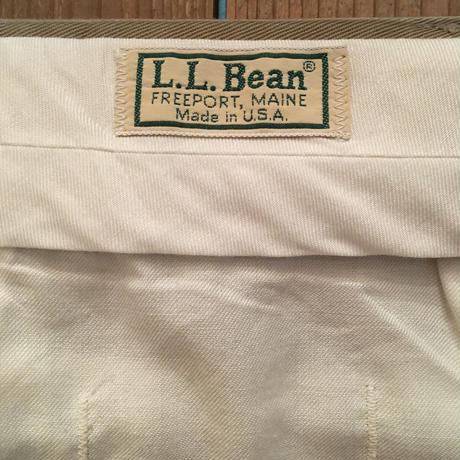 L.L.Bean®
FREEPORT, MAINE
Made in U.S.A.